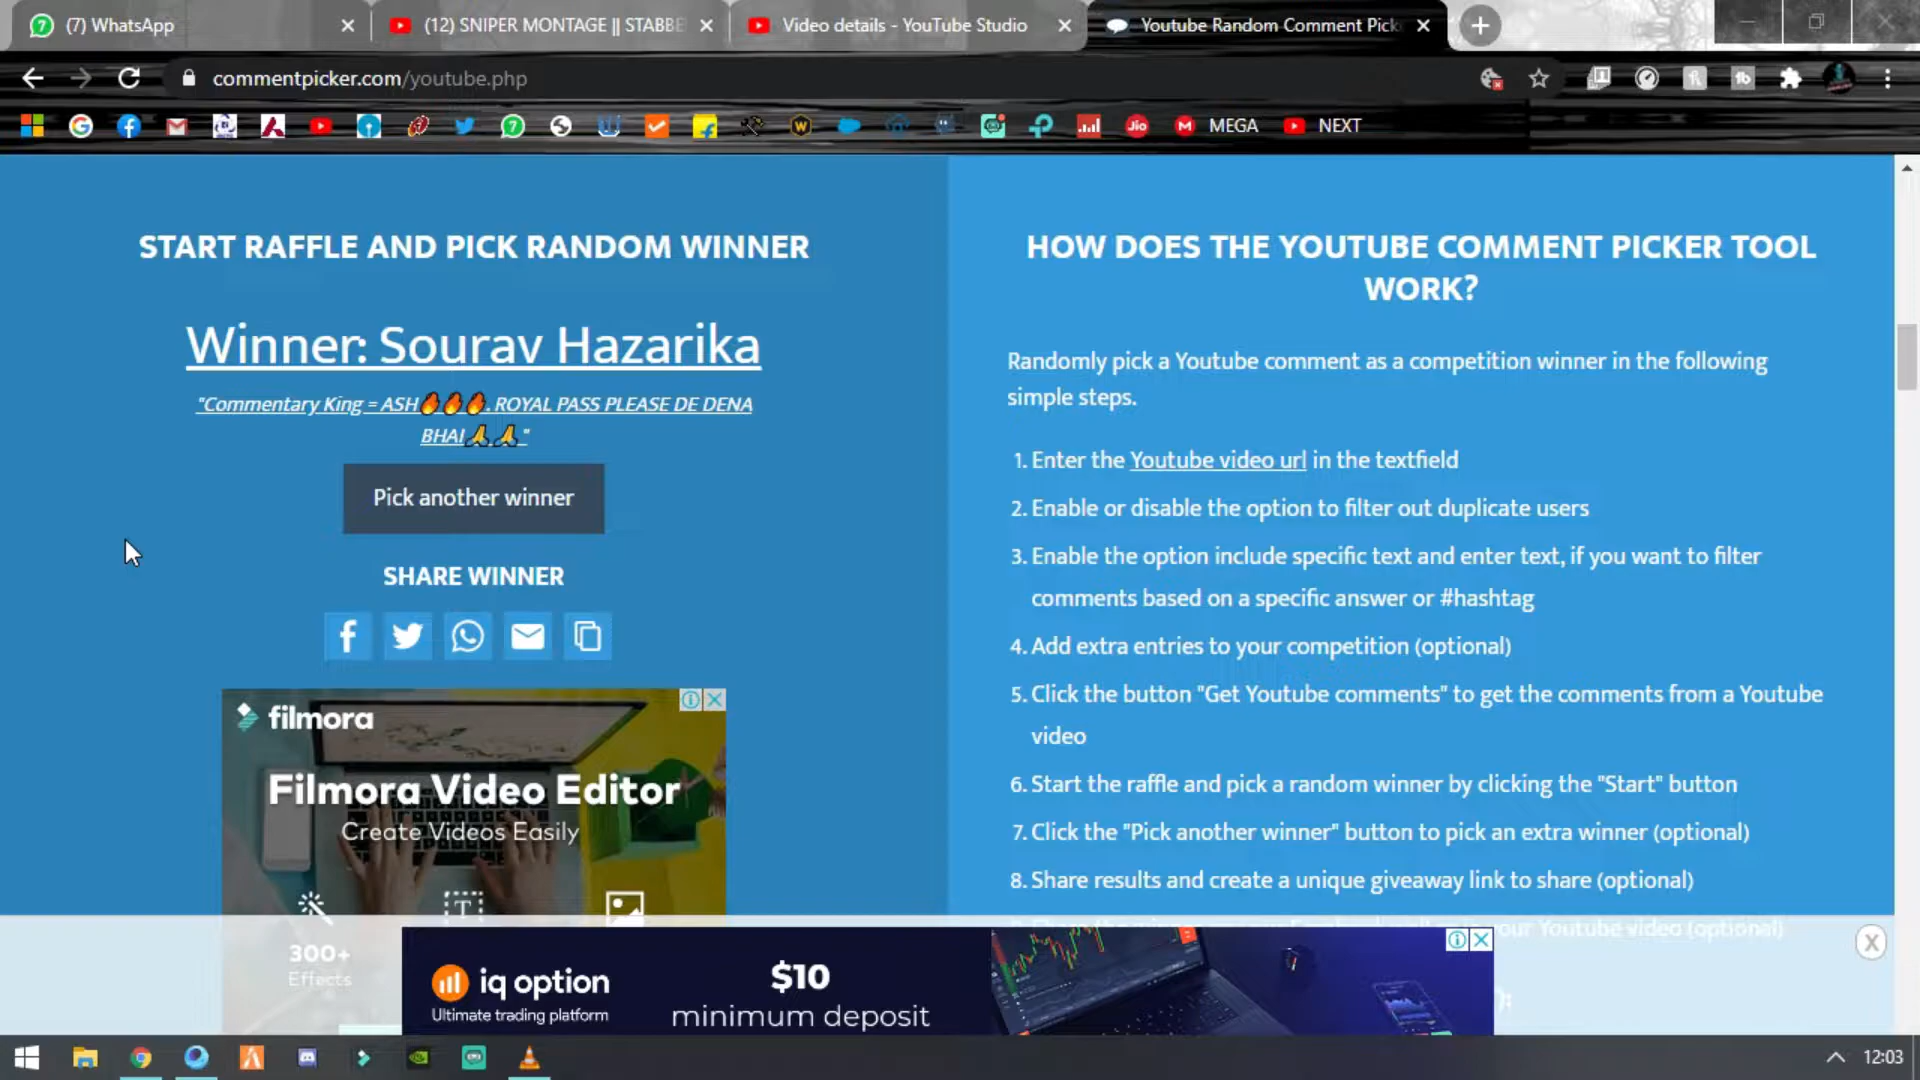 (7) WhatsApp
(12) SNIPER MONTAGE || STABBE
Video details - YouTube Studio
Youtube Random Comment Pick
commentpicker.com/youtube.php
MEGA
NEXT
START RAFFLE AND PICK RANDOM WINNER
Winner: Sourav Hazarika
"Commentary King = ASH🔥🔥🔥. ROYAL PASS PLEASE DE DENA
BHAI🙏🙏"
Pick another winner
SHARE WINNER
filmora
Filmora Video Editor
Create Videos Easily
300+
Effects
HOW DOES THE YOUTUBE COMMENT PICKER TOOL
WORK?
Randomly pick a Youtube comment as a competition winner in the following
simple steps.
1. Enter the Youtube video url in the textfield
2. Enable or disable the option to filter out duplicate users
3. Enable the option include specific text and enter text, if you want to filter
comments based on a specific answer or #hashtag
4. Add extra entries to your competition (optional)
5. Click the button "Get Youtube comments" to get the comments from a Youtube
video
6. Start the raffle and pick a random winner by clicking the "Start" button
7. Click the "Pick another winner" button to pick an extra winner (optional)
8. Share results and create a unique giveaway link to share (optional)
your Youtube video (optional)
iq option
Ultimate trading platform
$10
minimum deposit
X
12:03